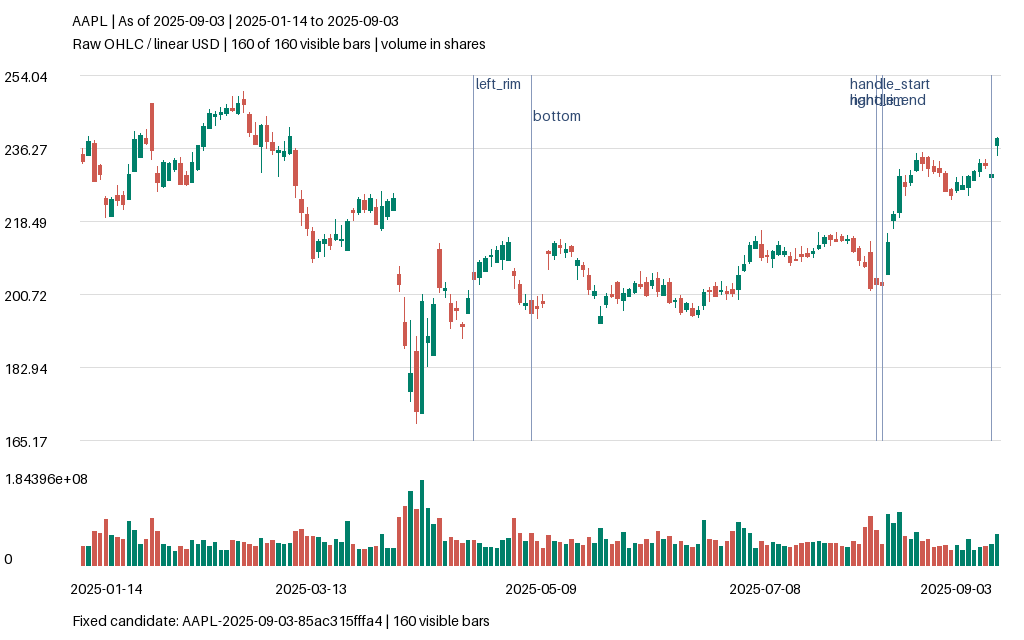 AAPL | As of 2025-09-03 | 2025-01-14 to 2025-09-03
Raw OHLC / linear USD | 160 of 160 visible bars | volume in shares
254.04
left_rim
handle_start
bottom
236.27
218.49
200.72
182.94
165.17
1.84396e+08
0
2025-01-14
2025-03-13
2025-05-09
2025-07-08
2025-09-03
Fixed candidate: AAPL-2025-09-03-85ac315fffa4 | 160 visible bars